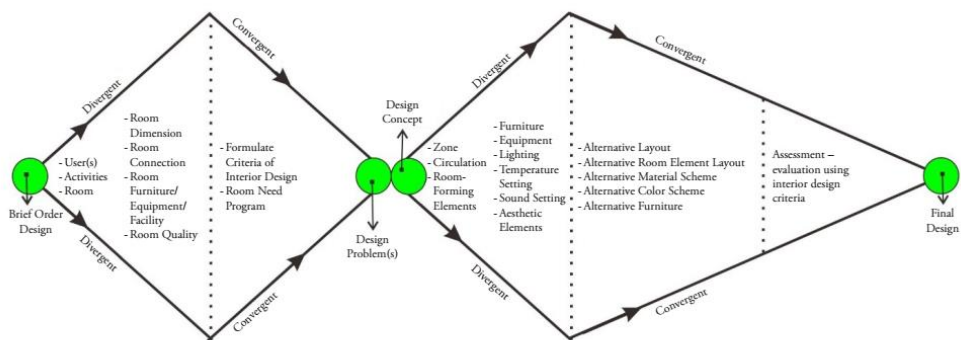 Divergent
Convergent
Divergent
Convergent
- User(s)
- Activities
- Room
Brief Order
Design
- Room
Dimension
- Room
Connection
- Room
Furniture/
Equipment/
Facility
- Room Quality
- Formulate
Criteria of
Interior Design
- Room Need
Program
Design
Concept
Design
Problem(s)
- Zone
- Circulation
- Room-
Forming
Elements
- Furniture
- Equipment
- Lighting
- Temperature
Setting
- Sound Setting
- Aesthetic
Elements
- Alternative Layout
- Alternative Room Element Layout
- Alternative Material Scheme
- Alternative Color Scheme
- Alternative Furniture
Assessment –
evaluation using
interior design
criteria
Final
Design
Divergent
Convergent
Divergent
Convergent